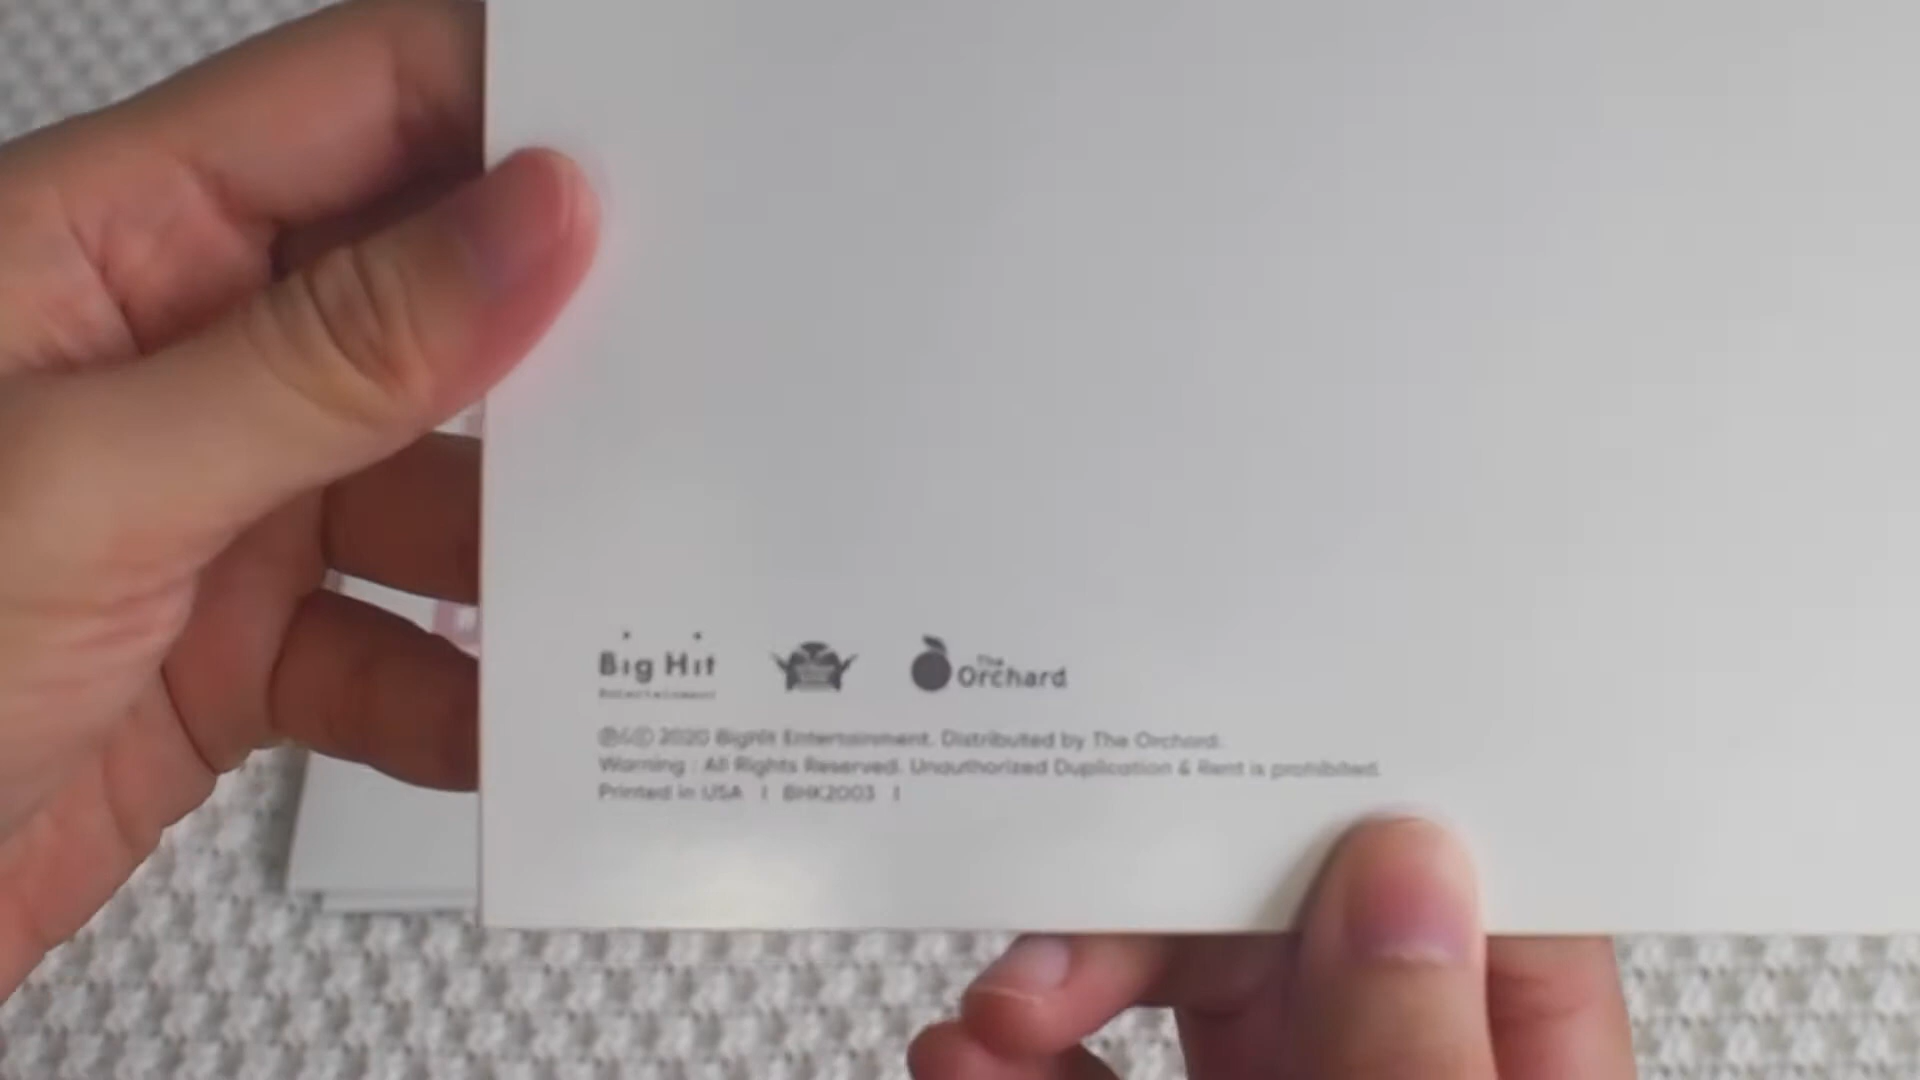 Big Hit
Entertainment
The
Orchard
℗&© 2020 BigHit Entertainment. Distributed by The Orchard.
Warning : All Rights Reserved. Unauthorized Duplication & Rent is prohibited.
Printed in USA | BHK2003 |